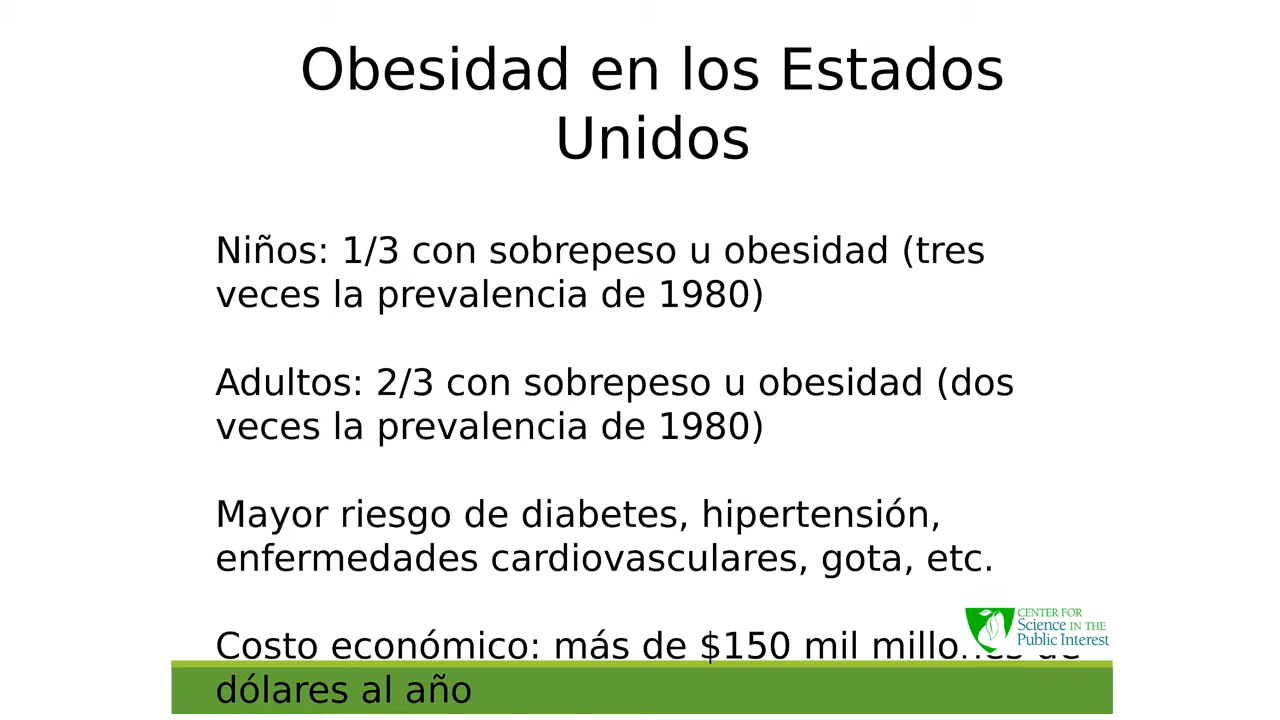 Obesidad en los Estados
Unidos
Niños: 1/3 con sobrepeso u obesidad (tres
veces la prevalencia de 1980)
Adultos: 2/3 con sobrepeso u obesidad (dos
veces la prevalencia de 1980)
Mayor riesgo de diabetes, hipertensión,
enfermedades cardiovasculares, gota, etc.
Costo económico: más de $150 mil millones de
dólares al año
CENTER FOR
Science IN THE
Public Interest